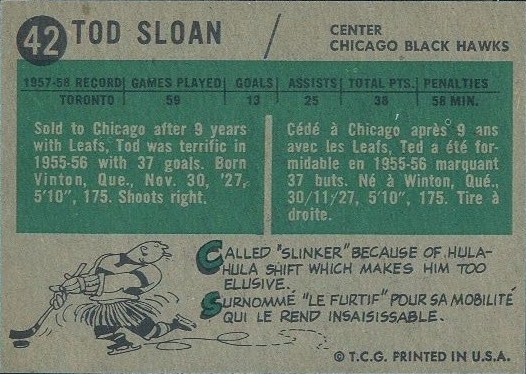 42 TOD SLOAN / CENTER
CHICAGO BLACK HAWKS
1957-58 RECORD GAMES PLAYED GOALS ASSISTS TOTAL PTS. PENALTIES
TORONTO 59 13 25 38 58 MIN.
Sold to Chicago after 9 years
with Leafs, Tod was terrific in
1955-56 with 37 goals. Born
Vinton, Que., Nov. 30, '27,
5'10", 175. Shoots right.
Cédé à Chicago après 9 ans
avec les Leafs, Ted a été for-
midable en 1955-56 marquant
37 buts. Né à Winton, Qué.,
30/11/27, 5'10", 175. Tire à
droite.
CALLED "SLINKER" BECAUSE OF HULA-
HULA SHIFT WHICH MAKES HIM TOO
ELUSIVE.
SURNOMMÉ "LE FURTIF" POUR SA MOBILITÉ
QUI LE REND INSAISISSABLE.
© T.C.G. PRINTED IN U.S.A.